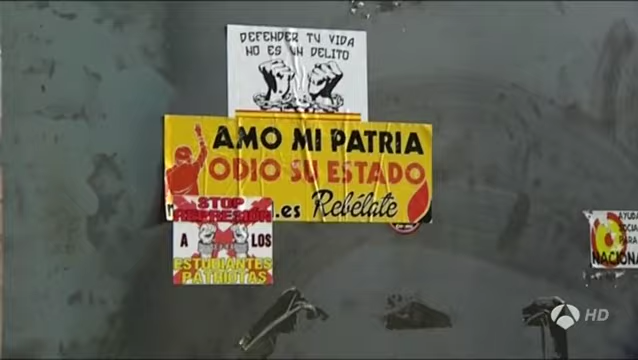 DEFENDER TU VIDA
NO ES UN DELITO
AMO MI PATRIA
ODIO SU ESTADO
.es Rebélate
STOP
REPRESIÓN
A LOS
ESTUDIANTES
PATRIOTAS
AYUDA
SOCIAL
PARA
NACIONA
HD